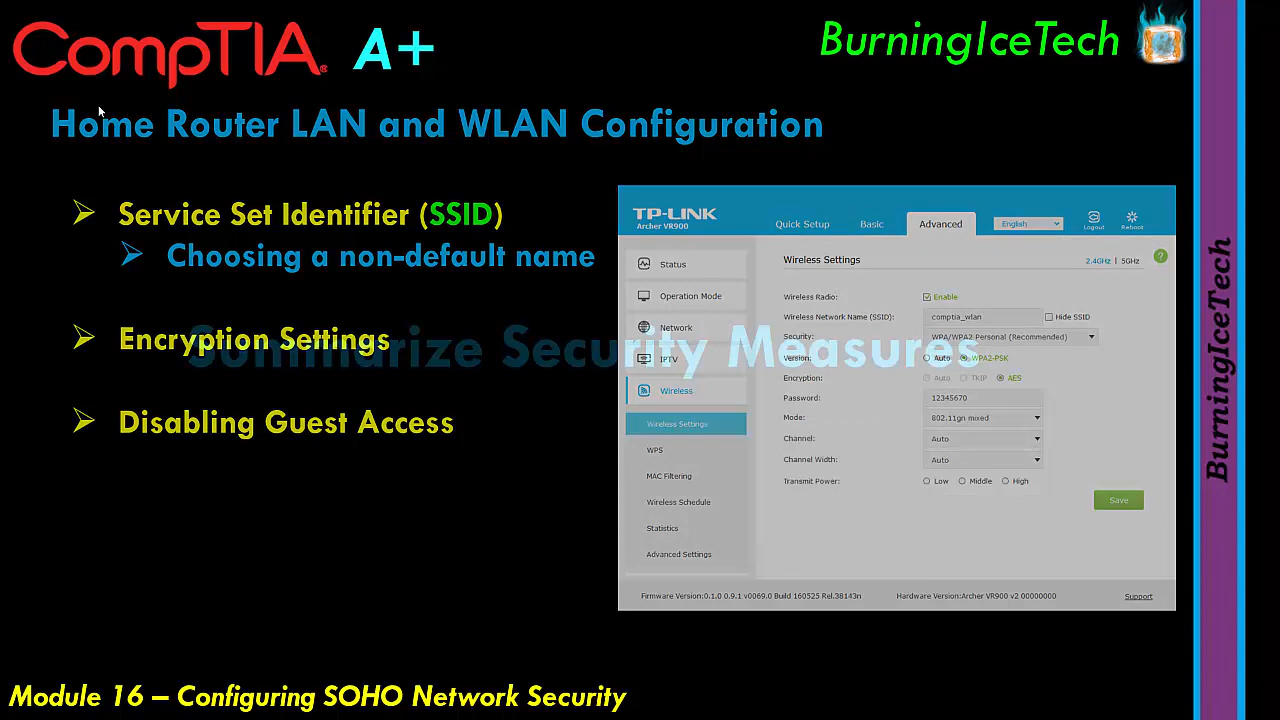 CompTIA® A+
BurningIceTech
Home Router LAN and WLAN Configuration
Service Set Identifier (SSID)
Choosing a non-default name
Encryption Settings
Disabling Guest Access
Summarize Security Measures
TP-LINK
Archer VR900
Quick Setup
Basic
Advanced
English
Logout
Reboot
Status
Operation Mode
Network
IPTV
Wireless
Wireless Settings
WPS
MAC Filtering
Wireless Schedule
Statistics
Advanced Settings
Wireless Settings
2.4GHz | 5GHz
?
Wireless Radio: Enable
Wireless Network Name (SSID): comptia_wlan Hide SSID
Security: WPA/WPA2 Personal (Recommended)
Version: Auto WPA2-PSK
Encryption: Auto TKIP AES
Password: 12345670
Mode: 802.11gn mixed
Channel: Auto
Channel Width: Auto
Transmit Power: Low Middle High
Save
Firmware Version:0.1.0 0.9.1 v0069.0 Build 160525 Rel.38143n
Hardware Version:Archer VR900 v2 00000000
Support
BurningIceTech
Module 16 – Configuring SOHO Network Security